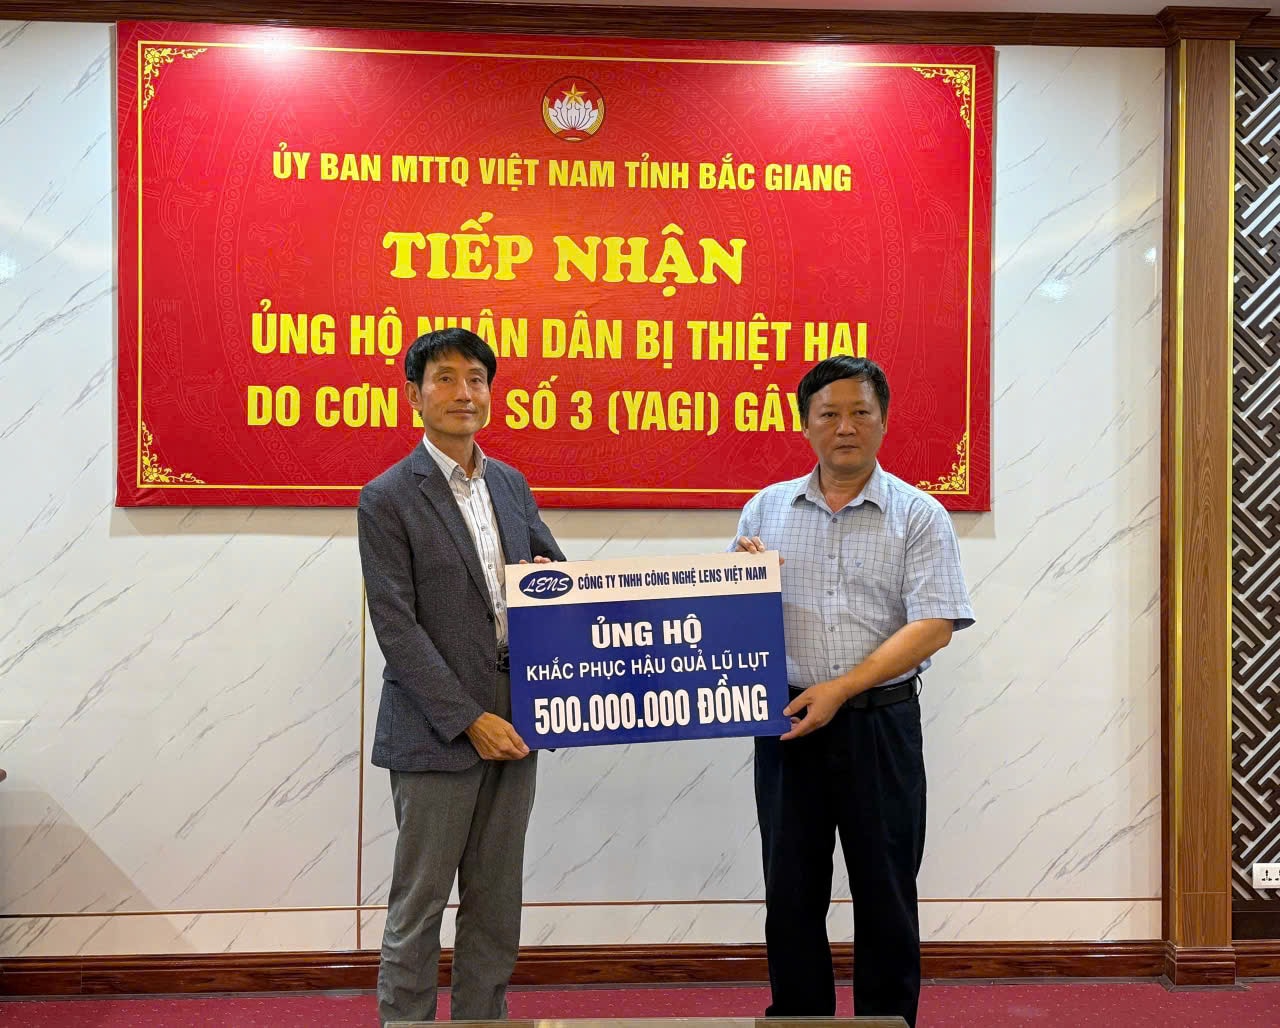 ỦY BAN MTTQ VIỆT NAM TỈNH BẮC GIANG
TIẾP NHẬN
ỦNG HỘ NHÂN DÂN BỊ THIỆT HẠI
DO CƠN SỐ 3 (YAGI) GÂY
LENS CÔNG TY TNHH CÔNG NGHỆ LENS VIỆT NAM
ỦNG HỘ
KHẮC PHỤC HẬU QUẢ LŨ LỤT
500.000.000 ĐỒNG